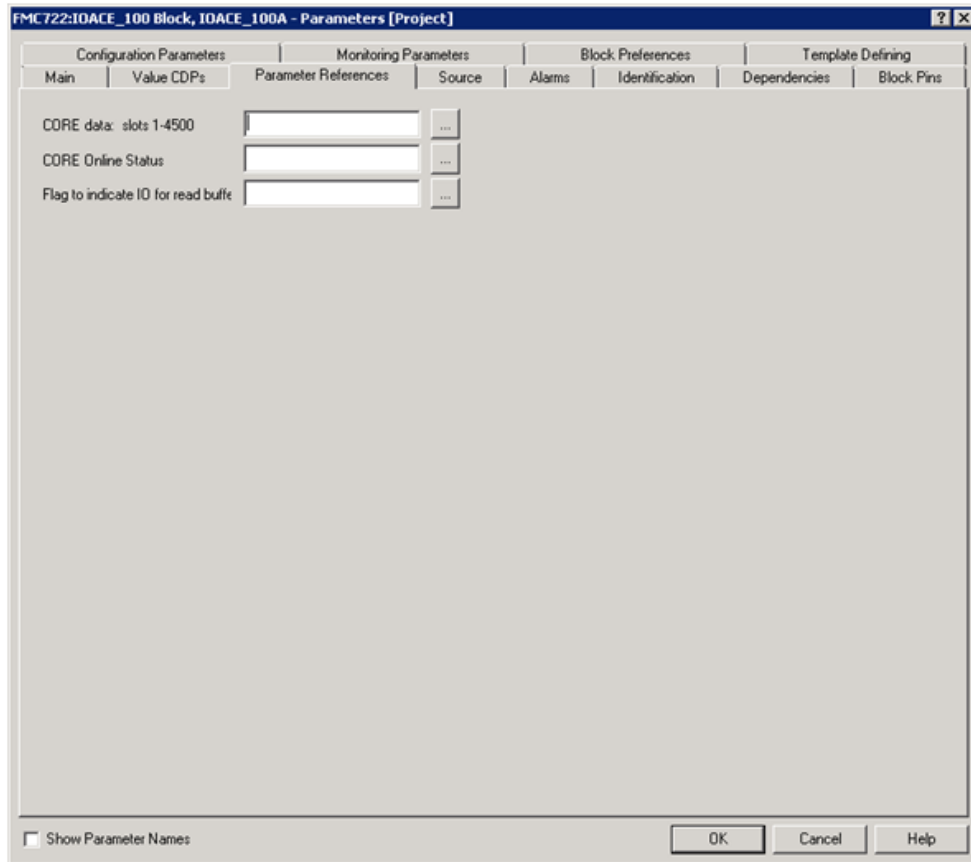 FMC722:IOACE_100 Block, IOACE_100A - Parameters [Project]
Configuration Parameters Monitoring Parameters Block Preferences Template Defining
Main Value CDPs Parameter References Source Alarms Identification Dependencies Block Pins
CORE data: slots 1-4500 ...
CORE Online Status ...
Flag to indicate IO for read buffe ...
Show Parameter Names OK Cancel Help